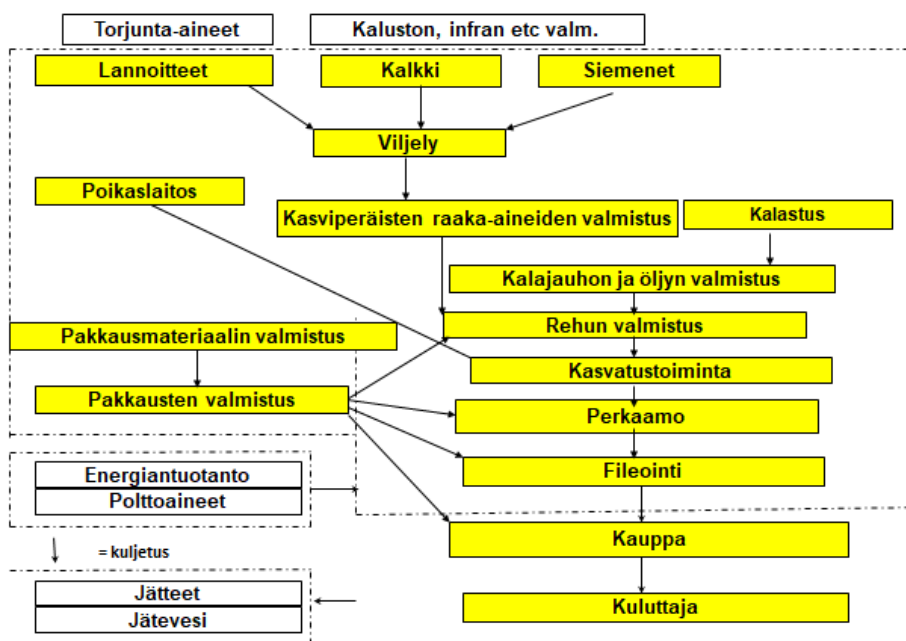 Torjunta-aineet
Kaluston, infran etc valm.
Lannoitteet
Kalkki
Siemenet
Viljely
Poikaslaitos
Kasviperäisten raaka-aineiden valmistus
Kalastus
Kalajauhon ja öljyn valmistus
Pakkausmateriaalin valmistus
Rehun valmistus
Kasvatustoiminta
Pakkausten valmistus
Perkaamo
Energiantuotanto
Polttoaineet
Fileointi
= kuljetus
Kauppa
Jätteet
Jätevesi
Kuluttaja